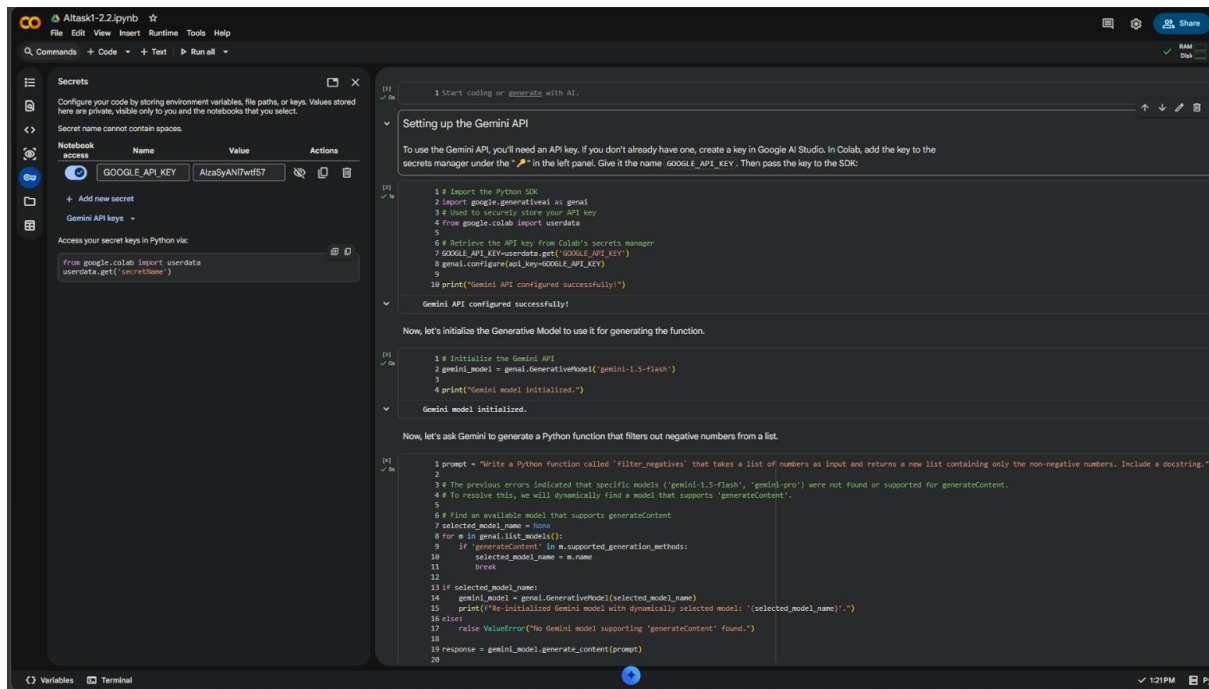 AItask1-2.2.ipynb
File Edit View Insert Runtime Tools Help
Share
Commands + Code + Text Run all
RAM
Disk
Secrets
Configure your code by storing environment variables, file paths, or keys. Values stored
here are private, visible only to you and the notebooks that you select.
Secret name cannot contain spaces.
Notebook access Name Value Actions
GOOGLE_API_KEY AIzaSyANl7wtf57
+ Add new secret
Gemini API keys
Access your secret keys in Python via:
from google.colab import userdata
userdata.get('secretName')
Variables Terminal
[1]
0s
1 Start coding or generate with AI.
Setting up the Gemini API
To use the Gemini API, you'll need an API key. If you don't already have one, create a key in Google AI Studio. In Colab, add the key to the
secrets manager under the "🔑" in the left panel. Give it the name GOOGLE_API_KEY. Then pass the key to the SDK:
[2]
1s
1 # Import the Python SDK
2 import google.generativeai as genai
3 # Used to securely store your API key
4 from google.colab import userdata
5
6 # Retrieve the API key from Colab's secrets manager
7 GOOGLE_API_KEY=userdata.get('GOOGLE_API_KEY')
8 genai.configure(api_key=GOOGLE_API_KEY)
9
10 print("Gemini API configured successfully!")
Gemini API configured successfully!
Now, let's initialize the Generative Model to use it for generating the function.
[3]
0s
1 # Initialize the Gemini API
2 gemini_model = genai.GenerativeModel('gemini-1.5-flash')
3
4 print("Gemini model initialized.")
Gemini model initialized.
Now, let's ask Gemini to generate a Python function that filters out negative numbers from a list.
1 prompt = "Write a Python function called `filter_negatives` that takes a list of numbers as input and returns a new list containing only the non-negative numbers. Include a docstring."
2
3 # The previous errors indicated that specific models ('gemini-1.5-flash', 'gemini-pro') were not found or supported for generateContent.
4 # To resolve this, we will dynamically find a model that supports 'generateContent'.
5
6 # Find an available model that supports generateContent
7 selected_model_name = None
8 for m in genai.list_models():
9 if 'generateContent' in m.supported_generation_methods:
10 selected_model_name = m.name
11 break
12
13 if selected_model_name:
14 gemini_model = genai.GenerativeModel(selected_model_name)
15 print(f"Re-initialized Gemini model with dynamically selected model: '{selected_model_name}'.")
16 else:
17 raise ValueError("No Gemini model supporting 'generateContent' found.")
18
19 response = gemini_model.generate_content(prompt)
20
1:21 PM